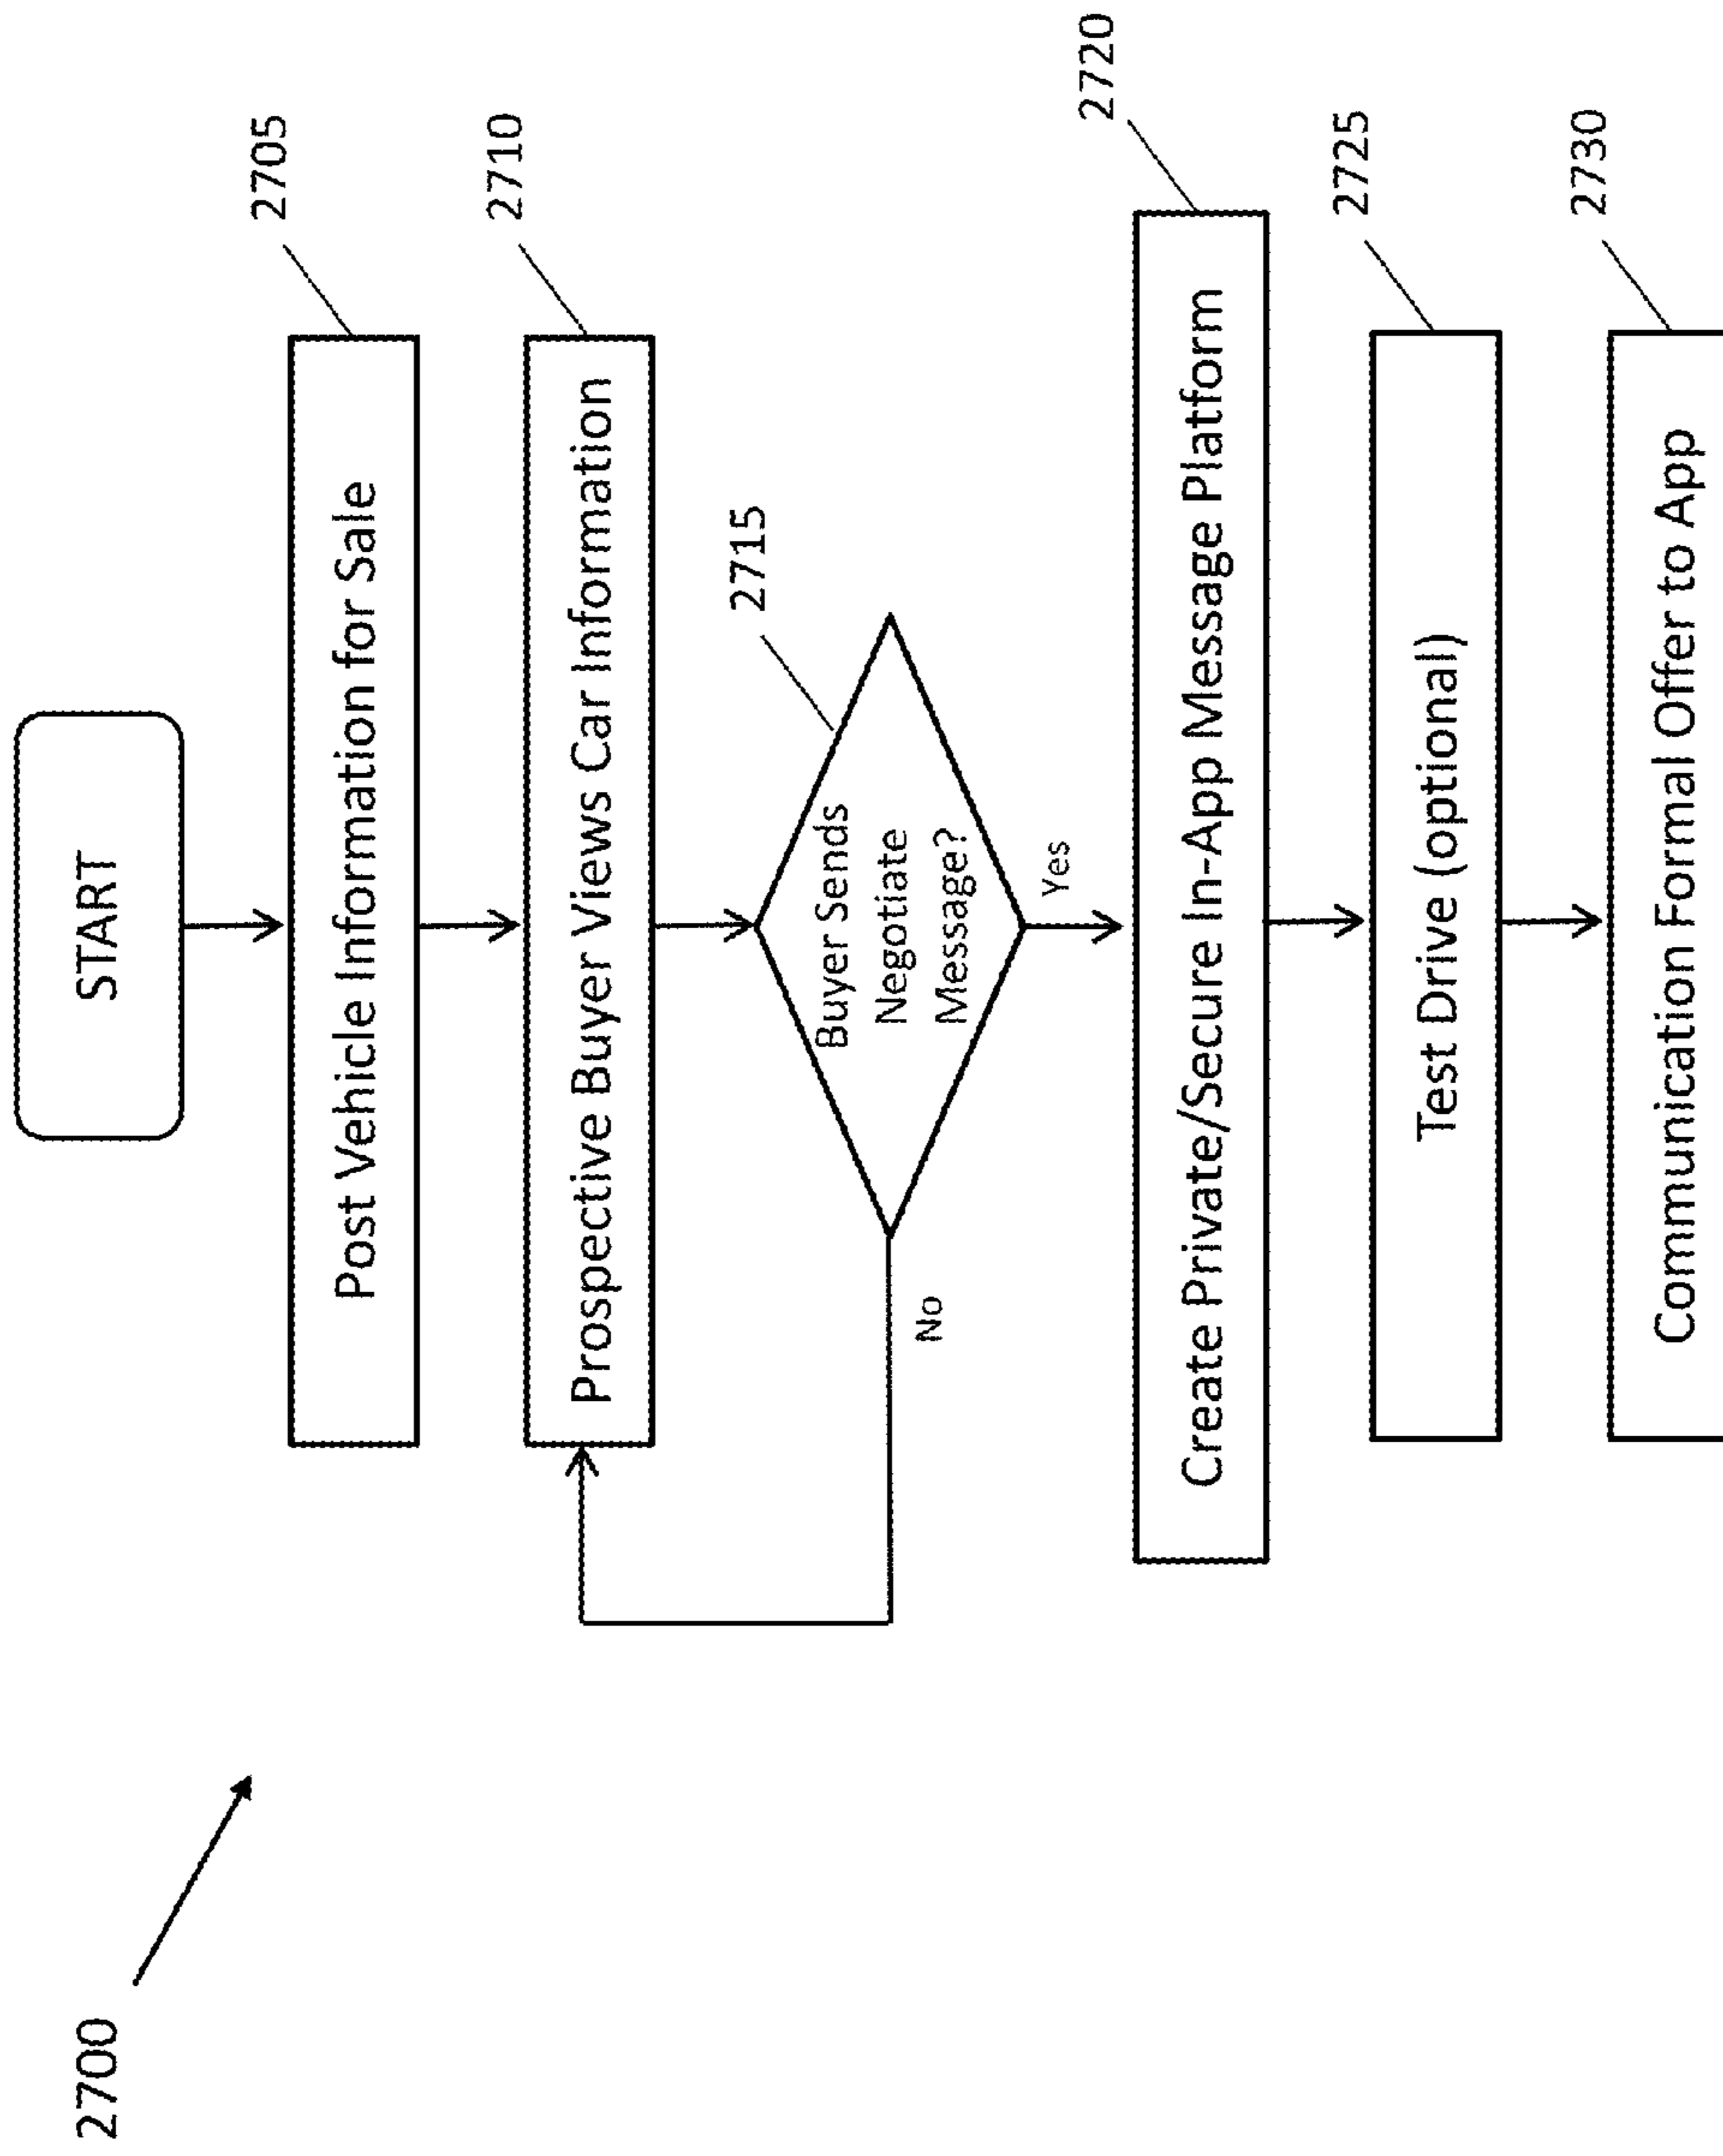 2700
START
2705
Post Vehicle Information for Sale
2710
Prospective Buyer Views Car Information
2715
Buyer Sends
Negotiate
Message?
No
Yes
2720
Create Private/Secure In-App Message Platform
2725
Test Drive (optional)
2730
Communication Formal Offer to App